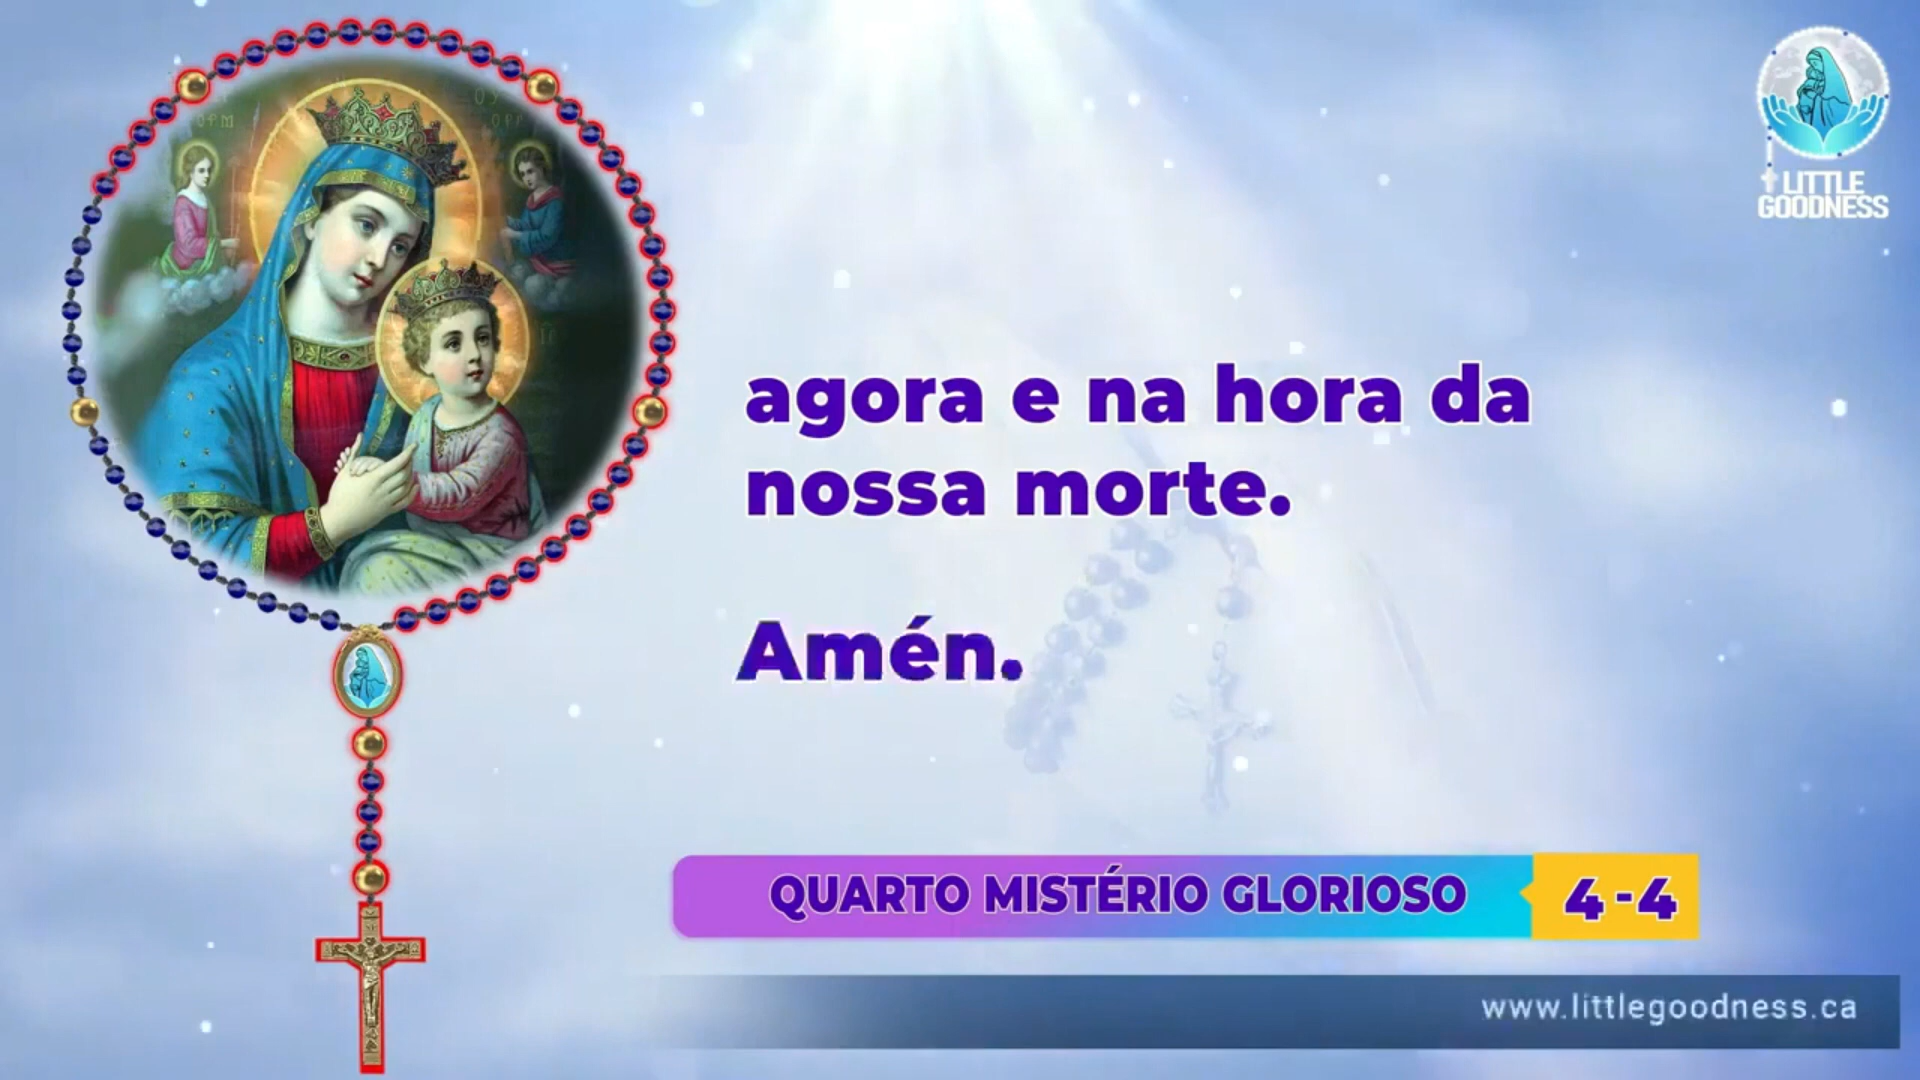 LITTLE
GOODNESS
agora e na hora da
nossa morte.
Amén.
QUARTO MISTÉRIO GLORIOSO
4-4
www.littlegoodness.ca